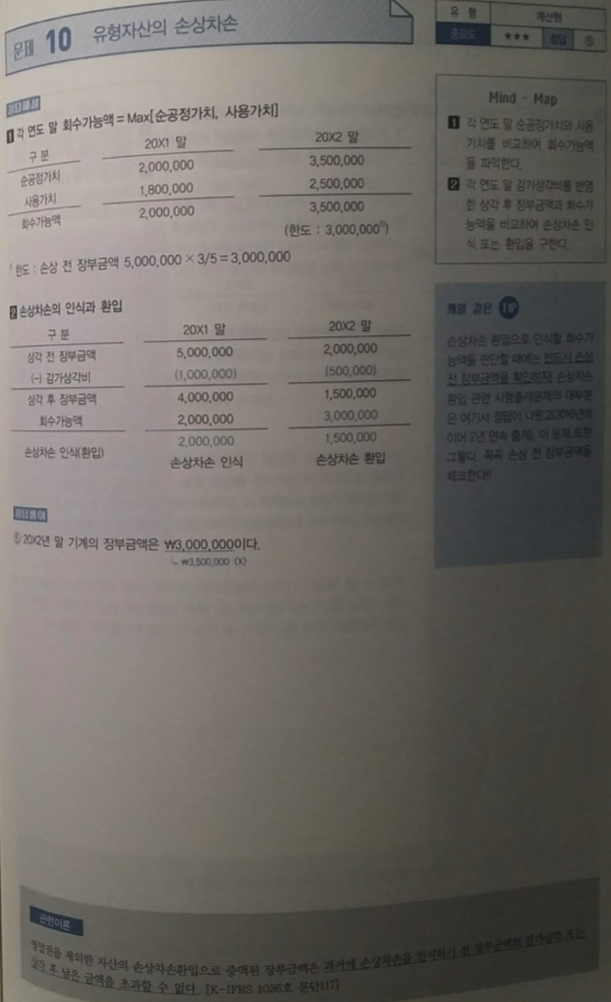 문제 10 유형자산의 손상차손
유 형 계산형
중요도 ★★★ 정답 ⑤
정답해설
1 각 연도 말 회수가능액 = Max[순공정가치, 사용가치]
구 분 20X1 말 20X2 말
순공정가치 2,000,000 3,500,000
사용가치 1,800,000 2,500,000
회수가능액 2,000,000 3,500,000
(한도 : 3,000,000¹⁾)
¹⁾ 한도 : 손상 전 장부금액 5,000,000 × 3/5 = 3,000,000
2 손상차손의 인식과 환입
구 분 20X1 말 20X2 말
상각 전 장부금액 5,000,000 2,000,000
(-) 감가상각비 (1,000,000) (500,000)
상각 후 장부금액 4,000,000 1,500,000
회수가능액 2,000,000 3,000,000
손상차손 인식(환입) 2,000,000 1,500,000
손상차손 인식 손상차손 환입
정답풀이
⑤ 20X2년 말 기계의 장부금액은 ₩3,000,000이다.
↳ ₩3,500,000 (X)
Mind - Map
1 각 연도 말 순공정가치와 사용
가치를 비교하여 회수가능액
을 파악한다.
2 각 연도 말 감가상각비를 반영
한 상각 후 장부금액과 회수가
능액을 비교하여 손상차손 인
식 또는 환입을 구한다.
깨알 같은 TIP
손상차손 환입으로 인식할 회수가
능액을 판단할 때에는 반드시 손상
전 장부금액을 확인하자! 손상차손
환입 관련 시험출제문제의 대부분
은 여기서 정답이 나왔고(2016년에
이어 2년 연속 출제), 이 문제 또한
그렇다. 꼭꼭 손상 전 장부금액을
체크한다!!
관련이론
영업권을 제외한 자산의 손상차손환입으로 증액된 장부금액은 과거에 손상차손을 인식하기 전 장부금액의 감가상각 또는
상각 후 남은 금액을 초과할 수 없다. [K-IFRS 1036호 문단117]